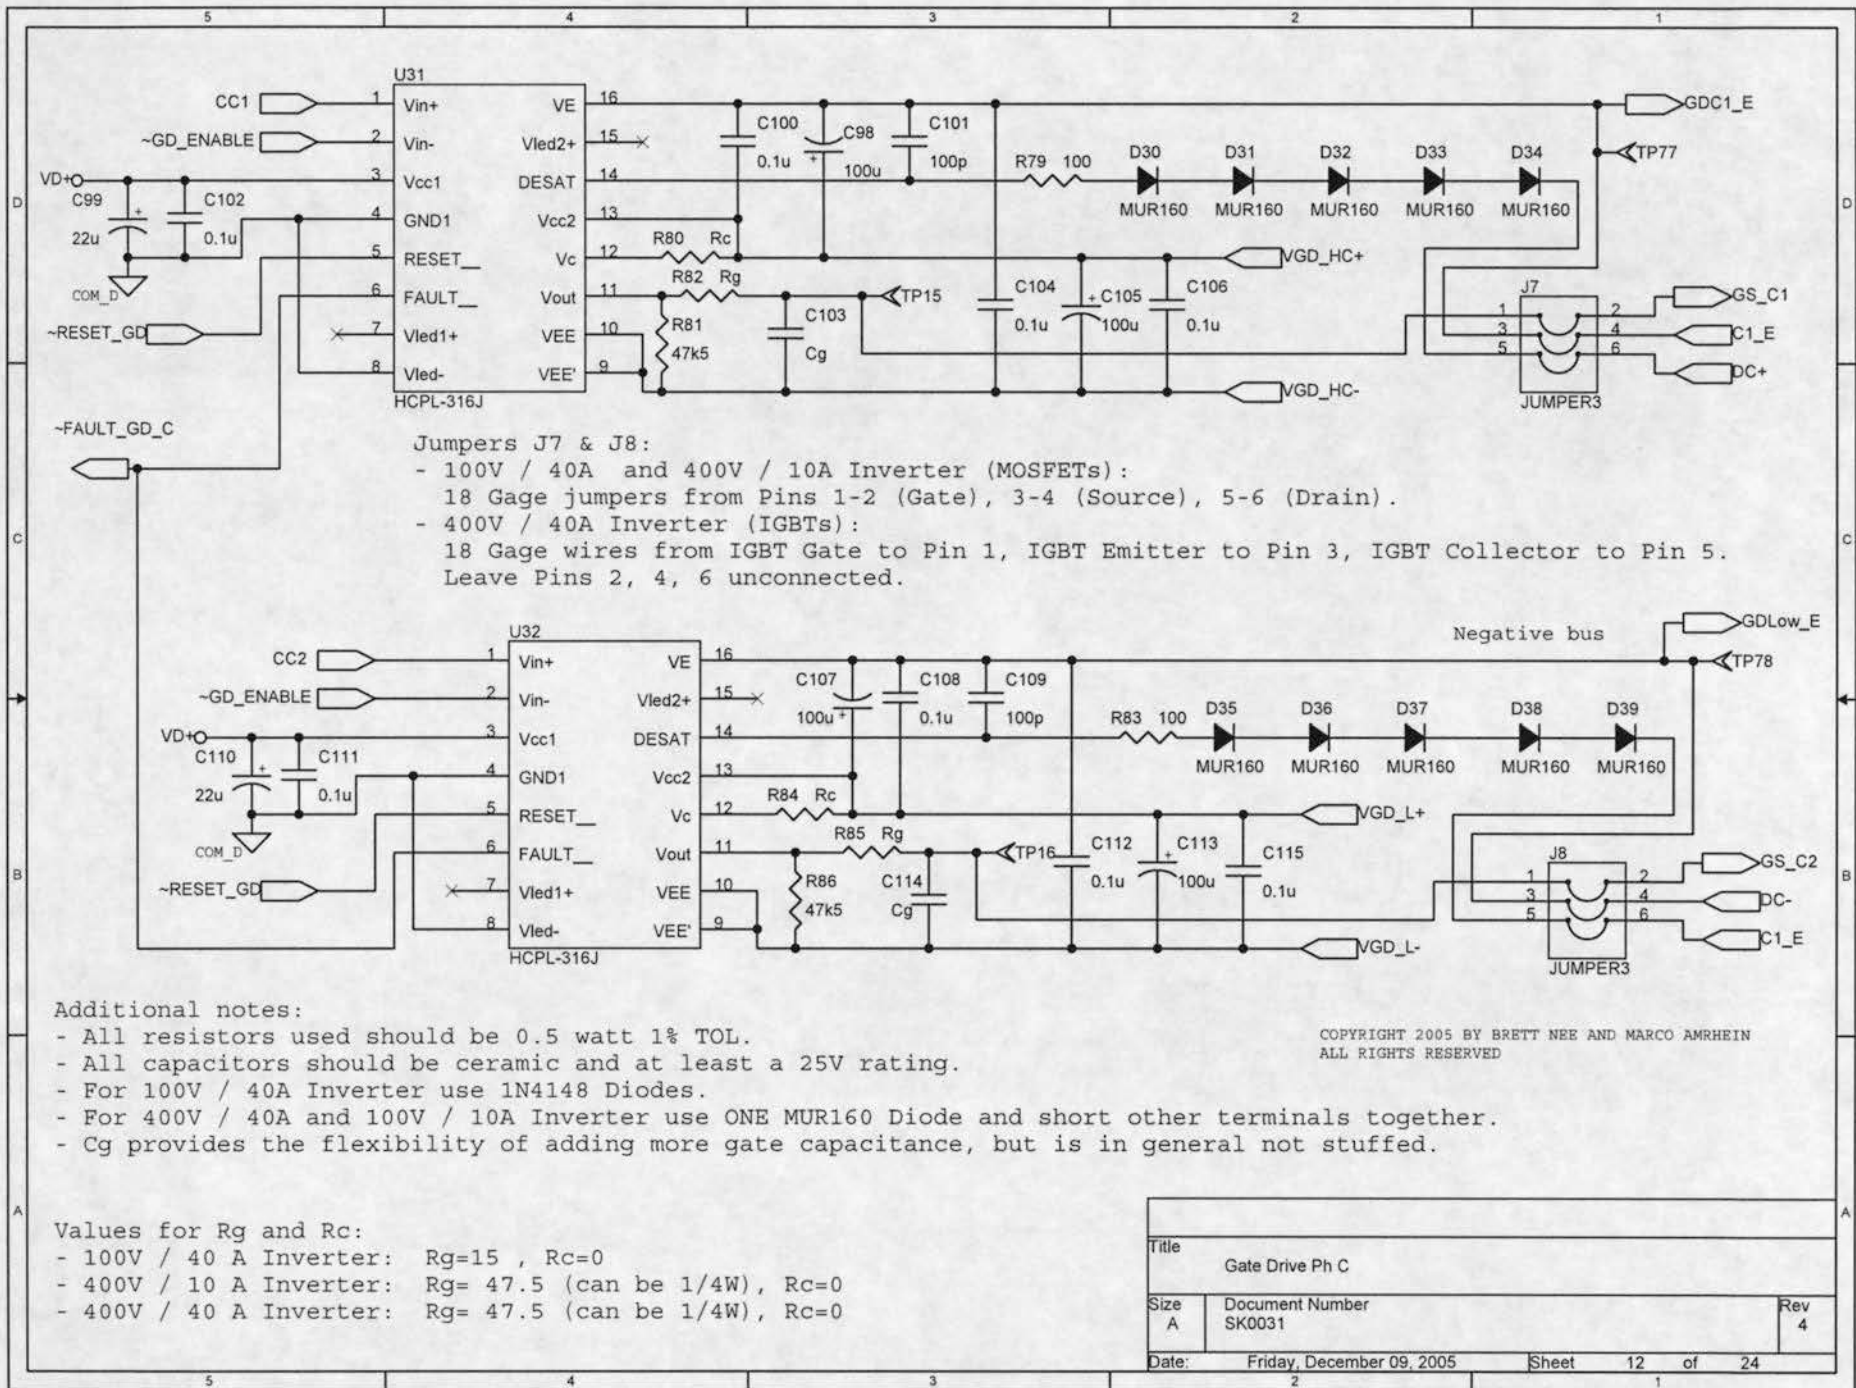 5 4 3 2 1
D
U31
CC1 1 Vin+ VE 16
~GD_ENABLE 2 Vin- Vled2+ 15
VD+ 3 Vcc1 DESAT 14
4 GND1 Vcc2 13
5 RESET__ Vc 12
6 FAULT__ Vout 11
7 Vled1+ VEE 10
8 Vled- VEE' 9
HCPL-316J
C99
22u
C102
0.1u
COM_D
~RESET_GD
~FAULT_GD_C
C100
0.1u
C98
100u
C101
100p
R79 100
D30 D31 D32 D33 D34
MUR160 MUR160 MUR160 MUR160 MUR160
GDC1_E
TP77
R80 Rc
R82 Rg
R81
47k5
C103
Cg
TP15
VGD_HC+
C104
0.1u
C105
100u
C106
0.1u
VGD_HC-
J7
1 2 GS_C1
3 4 C1_E
5 6 DC+
JUMPER3
D
Jumpers J7 & J8:
- 100V / 40A and 400V / 10A Inverter (MOSFETs):
18 Gage jumpers from Pins 1-2 (Gate), 3-4 (Source), 5-6 (Drain).
- 400V / 40A Inverter (IGBTs):
18 Gage wires from IGBT Gate to Pin 1, IGBT Emitter to Pin 3, IGBT Collector to Pin 5.
Leave Pins 2, 4, 6 unconnected.
C
C
U32
CC2 1 Vin+ VE 16
~GD_ENABLE 2 Vin- Vled2+ 15
VD+ 3 Vcc1 DESAT 14
4 GND1 Vcc2 13
5 RESET__ Vc 12
6 FAULT__ Vout 11
7 Vled1+ VEE 10
8 Vled- VEE' 9
HCPL-316J
C110
22u
C111
0.1u
COM_D
~RESET_GD
C107
100u
C108
0.1u
C109
100p
R83 100
D35 D36 D37 D38 D39
MUR160 MUR160 MUR160 MUR160 MUR160
Negative bus
GDLow_E
TP78
R84 Rc
R85 Rg
R86
47k5
C114
Cg
TP16
VGD_L+
C112
0.1u
C113
100u
C115
0.1u
VGD_L-
J8
1 2 GS_C2
3 4 DC-
5 6 C1_E
JUMPER3
B
B
Additional notes:
- All resistors used should be 0.5 watt 1% TOL.
- All capacitors should be ceramic and at least a 25V rating.
- For 100V / 40A Inverter use 1N4148 Diodes.
- For 400V / 40A and 100V / 10A Inverter use ONE MUR160 Diode and short other terminals together.
- Cg provides the flexibility of adding more gate capacitance, but is in general not stuffed.
COPYRIGHT 2005 BY BRETT NEE AND MARCO AMRHEIN
ALL RIGHTS RESERVED
A
A
Values for Rg and Rc:
- 100V / 40 A Inverter: Rg=15 , Rc=0
- 400V / 10 A Inverter: Rg= 47.5 (can be 1/4W), Rc=0
- 400V / 40 A Inverter: Rg= 47.5 (can be 1/4W), Rc=0
Title
Gate Drive Ph C
Size Document Number Rev
A SK0031 4
Date: Friday, December 09, 2005 Sheet 12 of 24
5 4 3 2 1